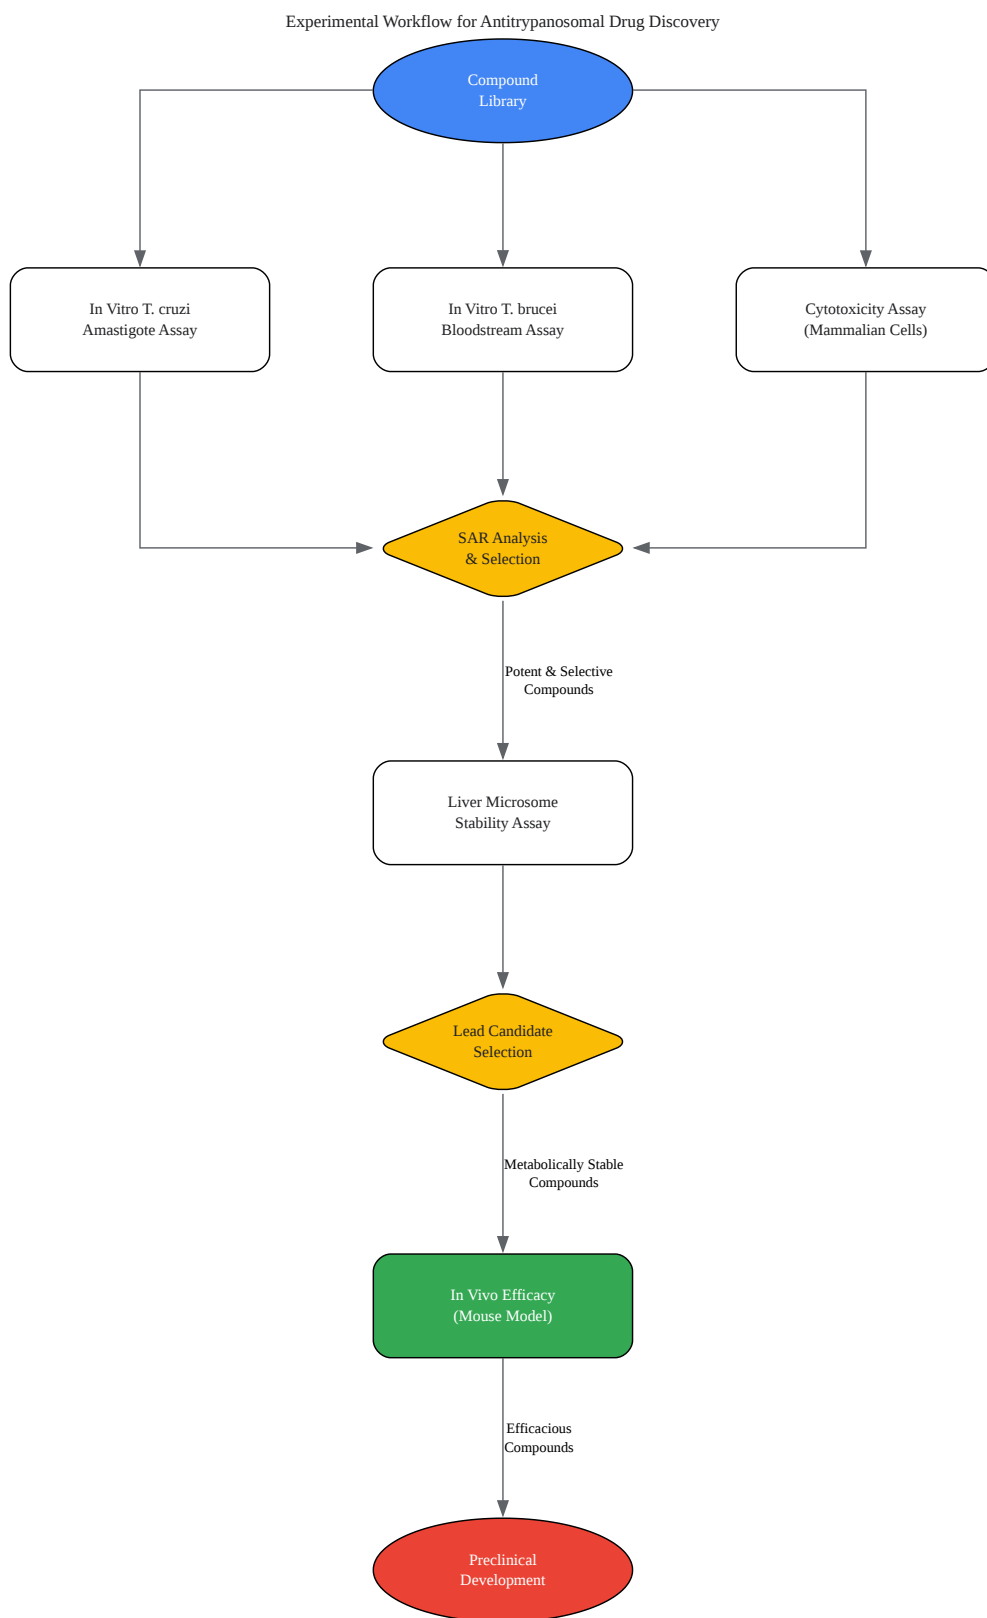 Experimental Workflow for Antitrypanosomal Drug Discovery
Compound
Library
In Vitro T. cruzi
Amastigote Assay
In Vitro T. brucei
Bloodstream Assay
Cytotoxicity Assay
(Mammalian Cells)
SAR Analysis
& Selection
Potent & Selective
Compounds
Liver Microsome
Stability Assay
Lead Candidate
Selection
Metabolically Stable
Compounds
In Vivo Efficacy
(Mouse Model)
Efficacious
Compounds
Preclinical
Development